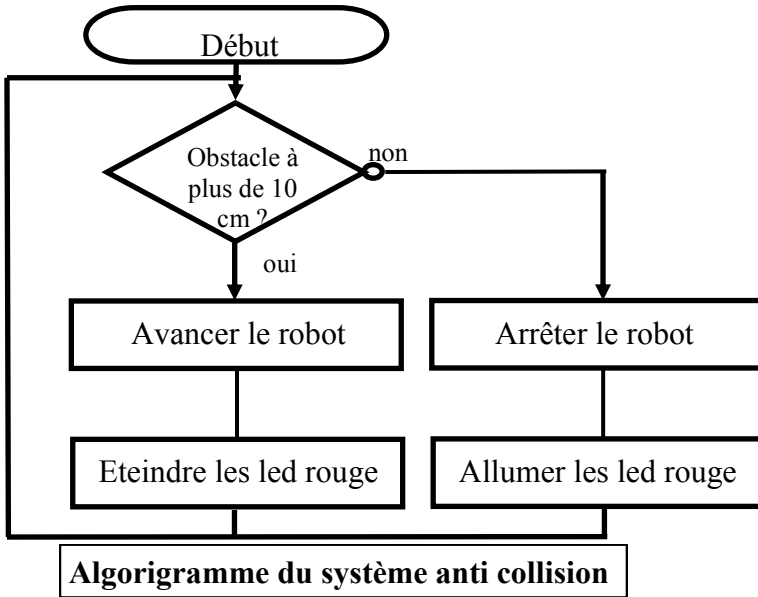 Début
Obstacle à
plus de 10
cm ?
non
oui
Avancer le robot
Arrêter le robot
Eteindre les led rouge
Allumer les led rouge
Algorigramme du système anti collision